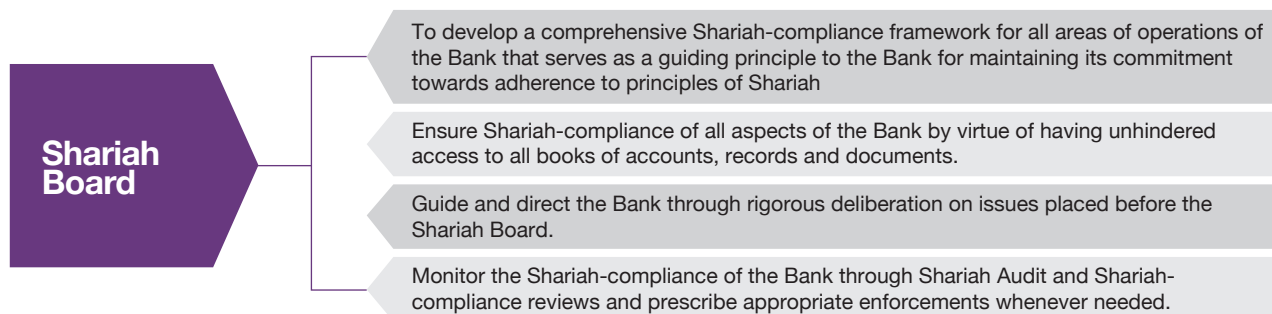 Shariah
Board
To develop a comprehensive Shariah-compliance framework for all areas of operations of
the Bank that serves as a guiding principle to the Bank for maintaining its commitment
towards adherence to principles of Shariah
Ensure Shariah-compliance of all aspects of the Bank by virtue of having unhindered
access to all books of accounts, records and documents.
Guide and direct the Bank through rigorous deliberation on issues placed before the
Shariah Board.
Monitor the Shariah-compliance of the Bank through Shariah Audit and Shariah-
compliance reviews and prescribe appropriate enforcements whenever needed.